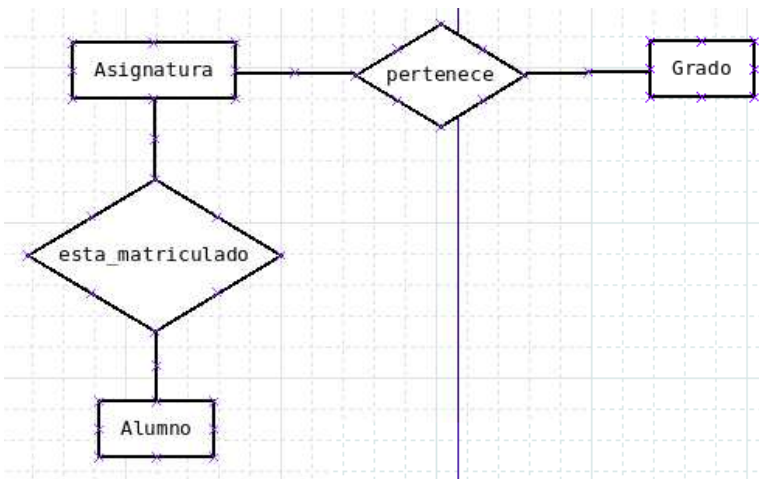 Asignatura
pertenece
Grado
esta_matriculado
Alumno